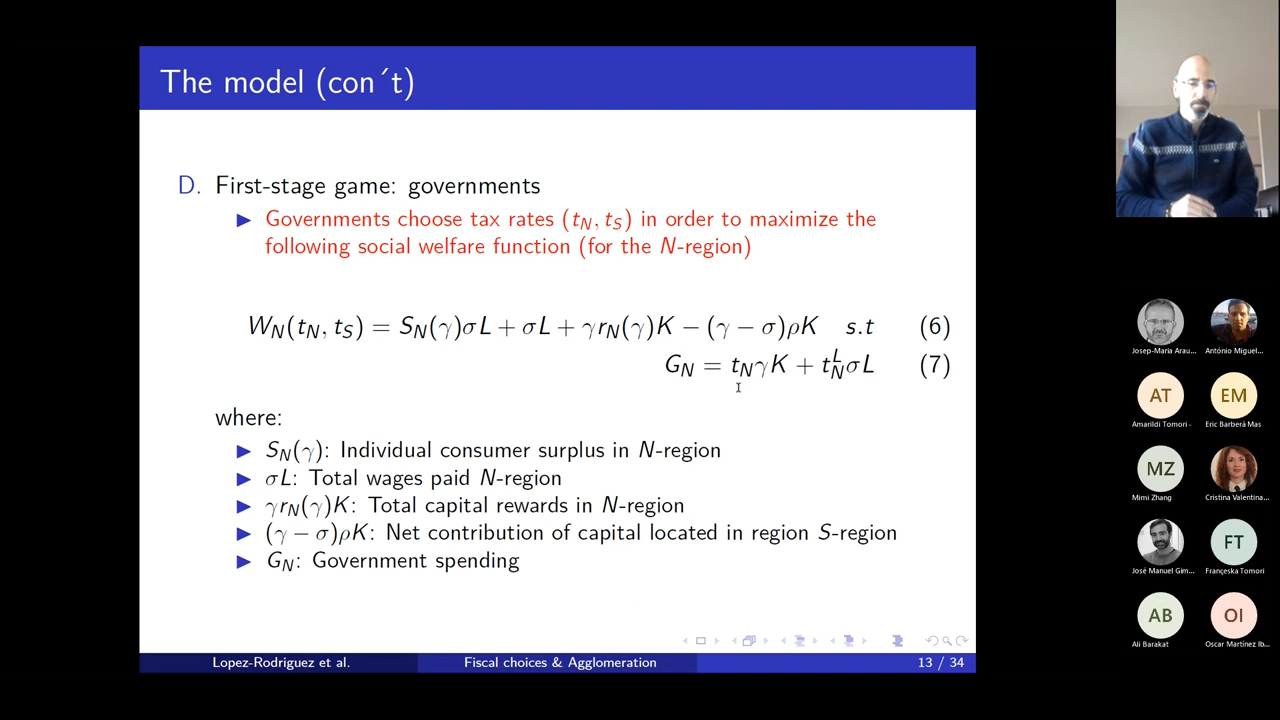 The model (con´t)
D. First-stage game: governments
▶ Governments choose tax rates (t_N, t_S) in order to maximize the
following social welfare function (for the N-region)
W_N(t_N, t_S) = S_N(γ)σL + σL + γr_N(γ)K − (γ − σ)ρK s.t (6)
G_N = t_NγK + t_N^LσL (7)
where:
▶ S_N(γ): Individual consumer surplus in N-region
▶ σL: Total wages paid N-region
▶ γr_N(γ)K: Total capital rewards in N-region
▶ (γ − σ)ρK: Net contribution of capital located in region S-region
▶ G_N: Government spending
Lopez-Rodriguez et al. Fiscal choices & Agglomeration 13 / 34
Josep-Maria Arau... António Miguel...
AT EM
Amarildi Tomori - Eric Barberá Mas
MZ
Mimi Zhang Cristina Valentina...
FT
José Manuel Gim... Françeska Tomori
AB OI
Ali Barakat Oscar Martínez Ib...